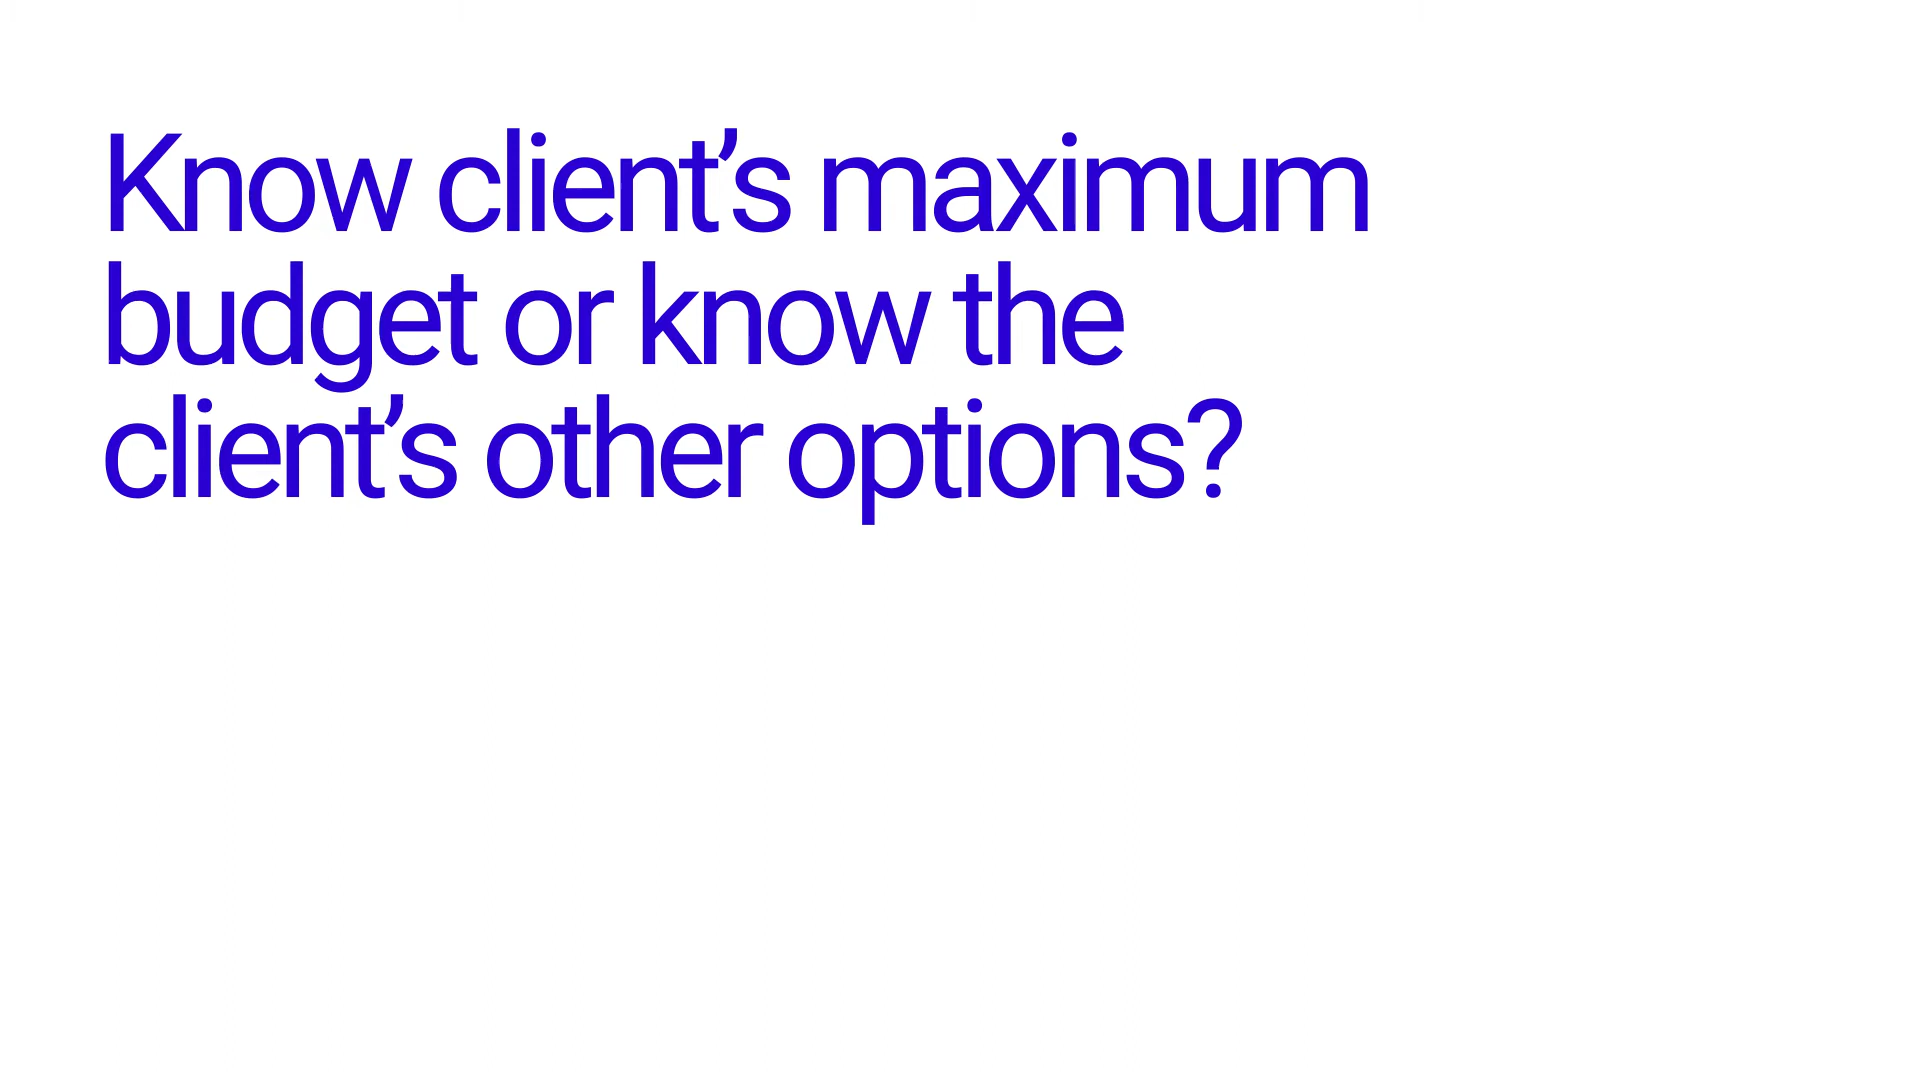 Know client’s maximum
budget or know the
client’s other options?